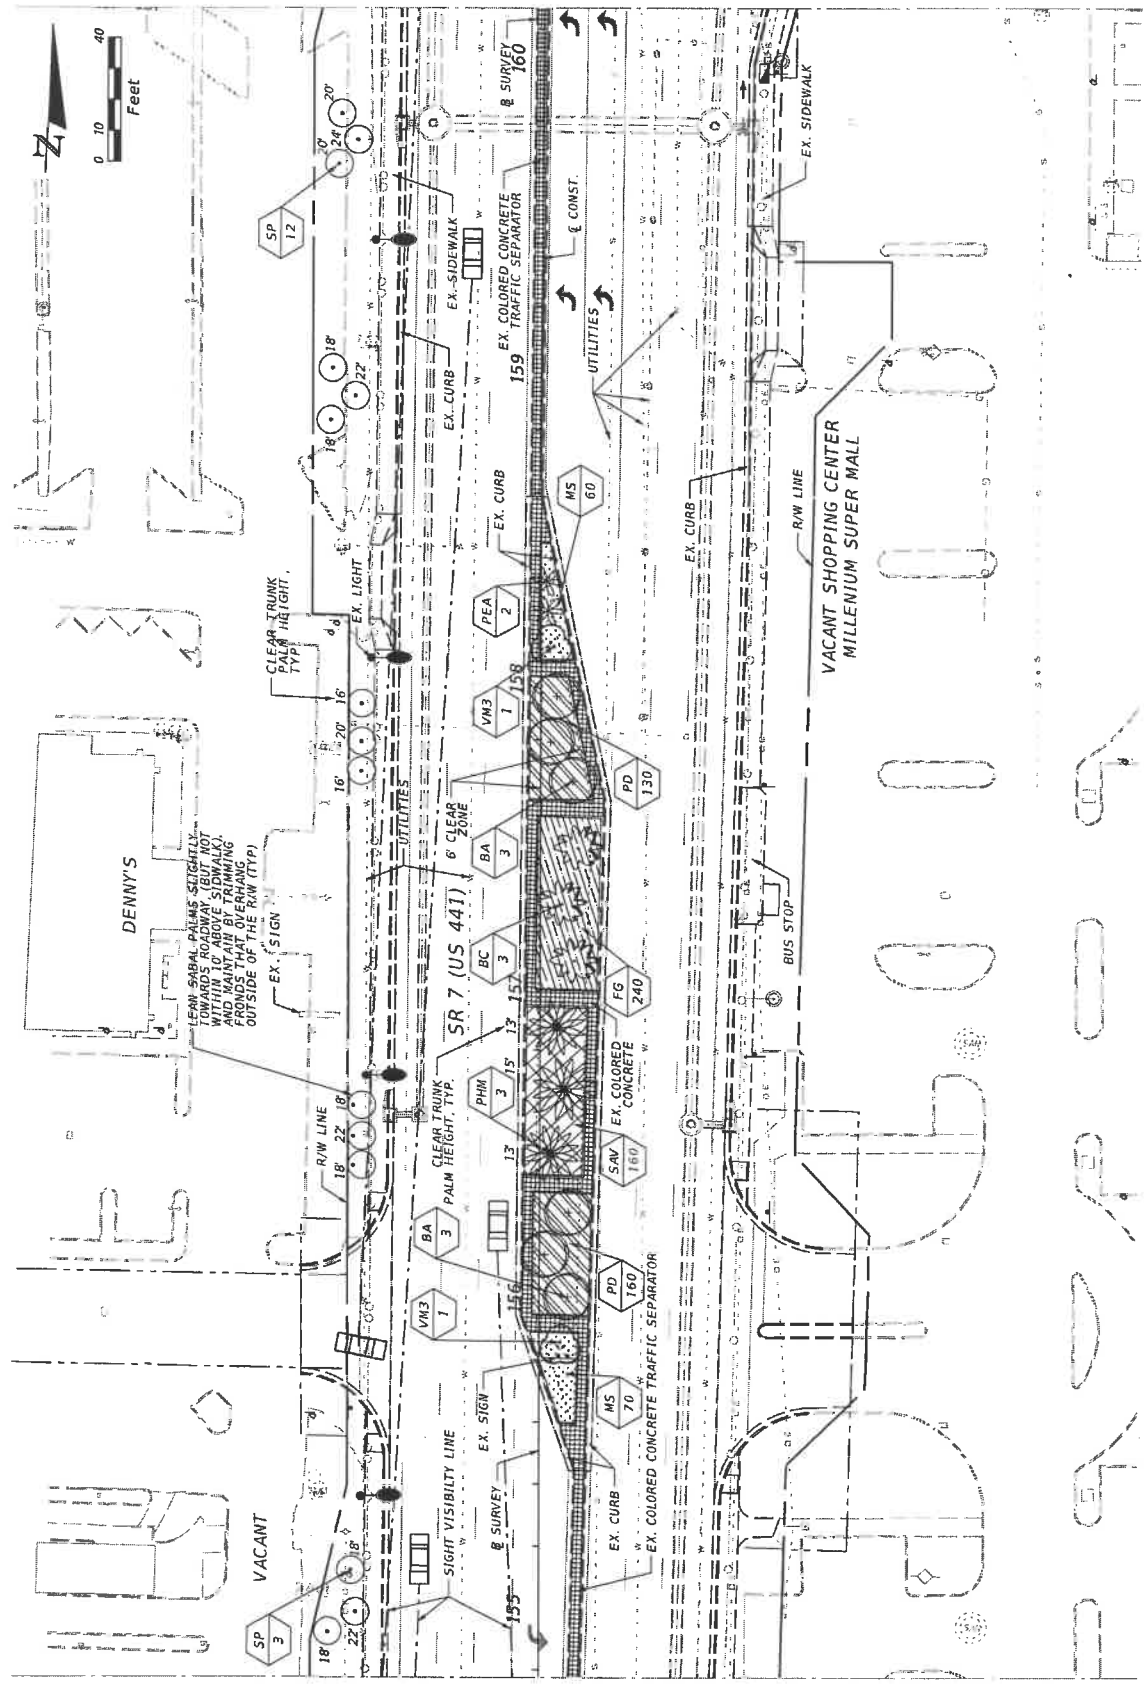 N
0 10 40
Feet
DENNY'S
VACANT
LEAN SABAL PALMS SLIGHTLY
TOWARDS ROADWAY (BUT NOT
WITHIN 10' ABOVE SIDWALK),
AND MAINTAIN BY TRIMMING
FRONDS THAT OVERHANG
OUTSIDE OF THE R/W (TYP)
EX. SIGN
CLEAR TRUNK
PALM HEIGHT,
TYP.
EX. LIGHT
SP
3
SP
12
18'
22'
18'
R/W LINE
18'
22'
18'
16'
20'
16'
18'
22'
18'
20'
24'
20'
UTILITIES
EX. CURB
EX. SIDEWALK
SIGHT VISIBILTY LINE
SR 7 (US 441)
6' CLEAR
ZONE
CLEAR TRUNK
PALM HEIGHT, TYP.
13'
15'
13'
VM3
1
BA
3
PHM
3
BC
3
BA
3
VM3
1
PEA
2
EX. CURB
EX. SIGN
℄ SURVEY
155
156
157
158
159
EX. COLORED CONCRETE
TRAFFIC SEPARATOR
℄ SURVEY
160
℄ CONST.
UTILITIES
MS
70
PD
160
SAV
160
EX. COLORED
CONCRETE
FG
240
PD
130
MS
60
EX. CURB
EX. COLORED CONCRETE TRAFFIC SEPARATOR
EX. CURB
EX. SIDEWALK
BUS STOP
R/W LINE
VACANT SHOPPING CENTER
MILLENIUM SUPER MALL
SAN
SAN